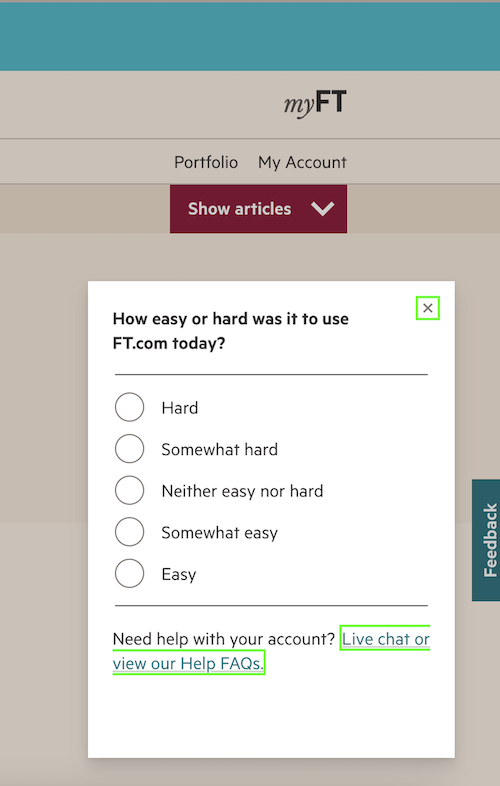 myFT
Portfolio My Account
Show articles
How easy or hard was it to use
FT.com today?
Hard
Somewhat hard
Neither easy nor hard
Somewhat easy
Easy
Need help with your account? Live chat or
view our Help FAQs.
Feedback